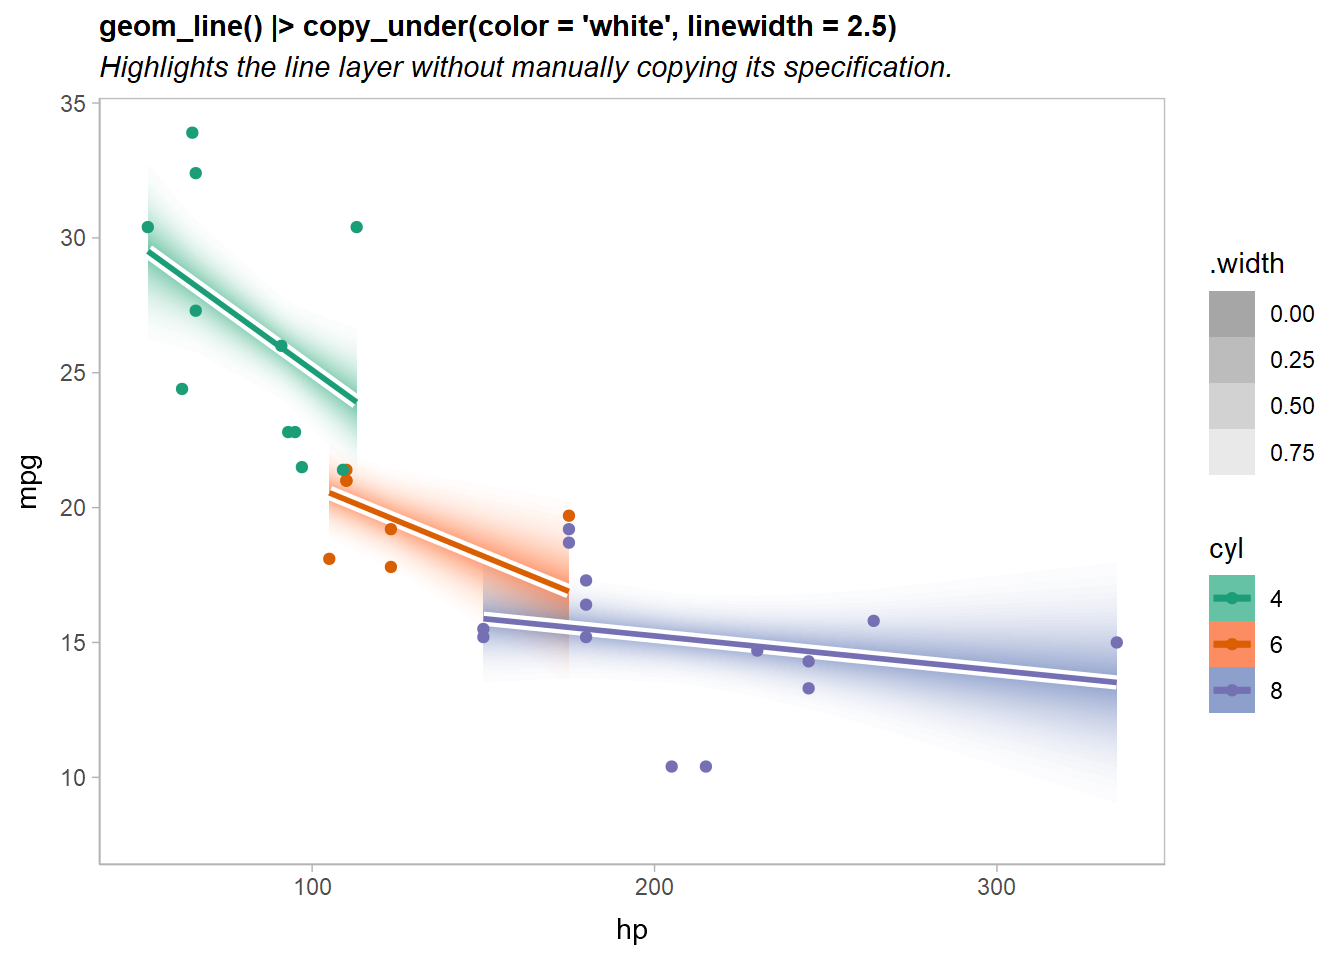 geom_line() |> copy_under(color = 'white', linewidth = 2.5)
Highlights the line layer without manually copying its specification.
35
30
25
20
15
10
mpg
100
200
300
hp
.width
0.00
0.25
0.50
0.75
cyl
4
6
8